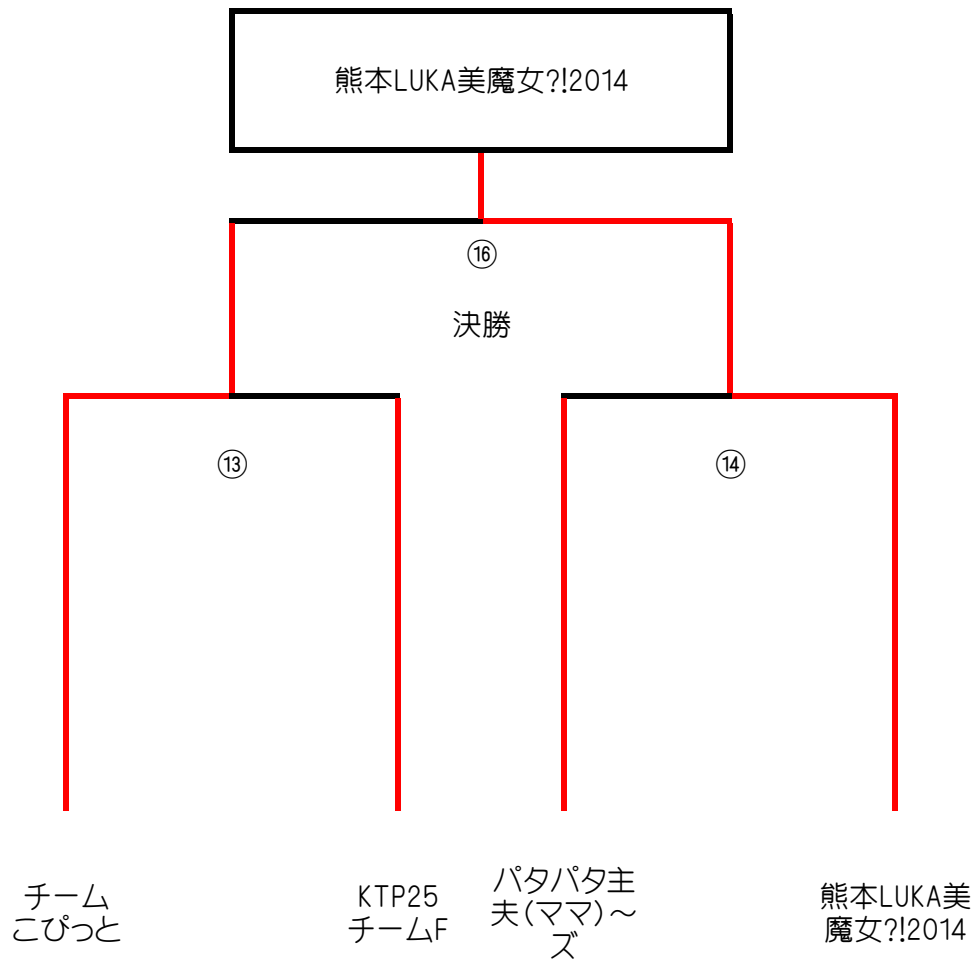 熊本LUKA美魔女?!2014
⑯
決勝
⑬
⑭
チーム
こぴっと
KTP25
チームF
パタパタ主
夫(ママ)～
ズ
熊本LUKA美
魔女?!2014